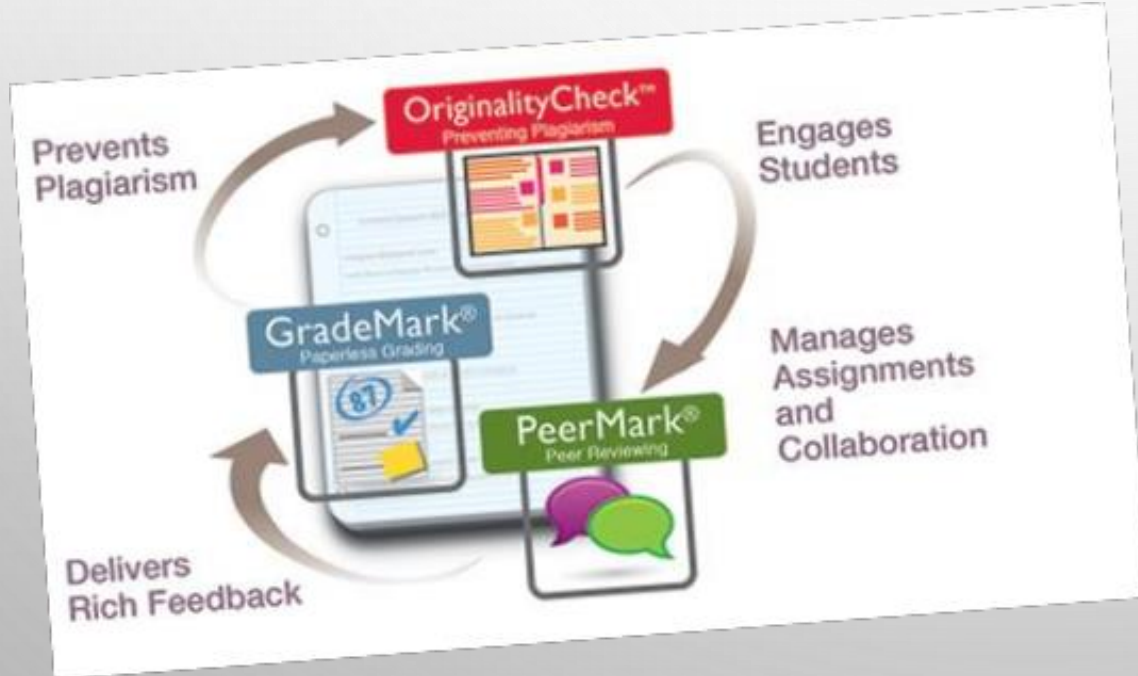 Prevents
Plagiarism
OriginalityCheck™
Preventing Plagiarism
Engages
Students
GradeMark®
Paperless Grading
87
Manages
Assignments
and
Collaboration
PeerMark®
Peer Reviewing
Delivers
Rich Feedback